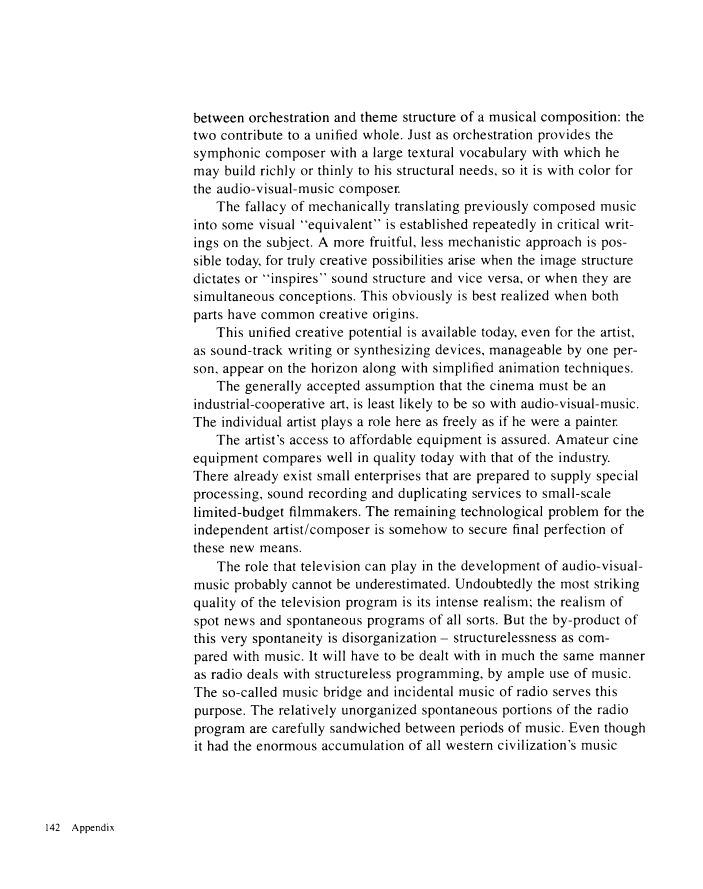 between orchestration and theme structure of a musical composition: the
two contribute to a unified whole. Just as orchestration provides the
symphonic composer with a large textural vocabulary with which he
may build richly or thinly to his structural needs, so it is with color for
the audio-visual-music composer.
The fallacy of mechanically translating previously composed music
into some visual “equivalent” is established repeatedly in critical writ-
ings on the subject. A more fruitful, less mechanistic approach is pos-
sible today, for truly creative possibilities arise when the image structure
dictates or “inspires” sound structure and vice versa, or when they are
simultaneous conceptions. This obviously is best realized when both
parts have common creative origins.
This unified creative potential is available today, even for the artist,
as sound-track writing or synthesizing devices, manageable by one per-
son, appear on the horizon along with simplified animation techniques.
The generally accepted assumption that the cinema must be an
industrial-cooperative art, is least likely to be so with audio-visual-music.
The individual artist plays a role here as freely as if he were a painter.
The artist's access to affordable equipment is assured. Amateur cine
equipment compares well in quality today with that of the industry.
There already exist small enterprises that are prepared to supply special
processing, sound recording and duplicating services to small-scale
limited-budget filmmakers. The remaining technological problem for the
independent artist/composer is somehow to secure final perfection of
these new means.
The role that television can play in the development of audio-visual-
music probably cannot be underestimated. Undoubtedly the most striking
quality of the television program is its intense realism; the realism of
spot news and spontaneous programs of all sorts. But the by-product of
this very spontaneity is disorganization – structurelessness as com-
pared with music. It will have to be dealt with in much the same manner
as radio deals with structureless programming, by ample use of music.
The so-called music bridge and incidental music of radio serves this
purpose. The relatively unorganized spontaneous portions of the radio
program are carefully sandwiched between periods of music. Even though
it had the enormous accumulation of all western civilization's music
142 Appendix